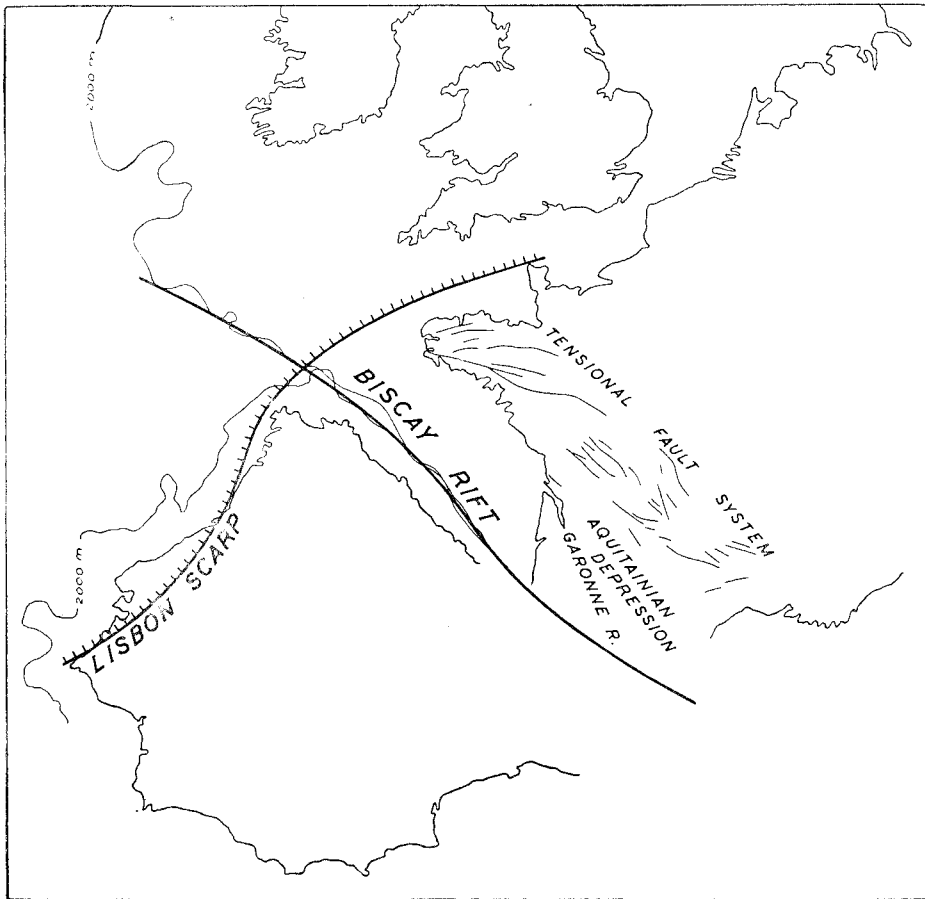 2000 m
TENSIONAL
FAULT
SYSTEM
BISCAY
RIFT
AQUITAINIAN
DEPRESSION
GARONNE R.
LISBON SCARP
2000 m